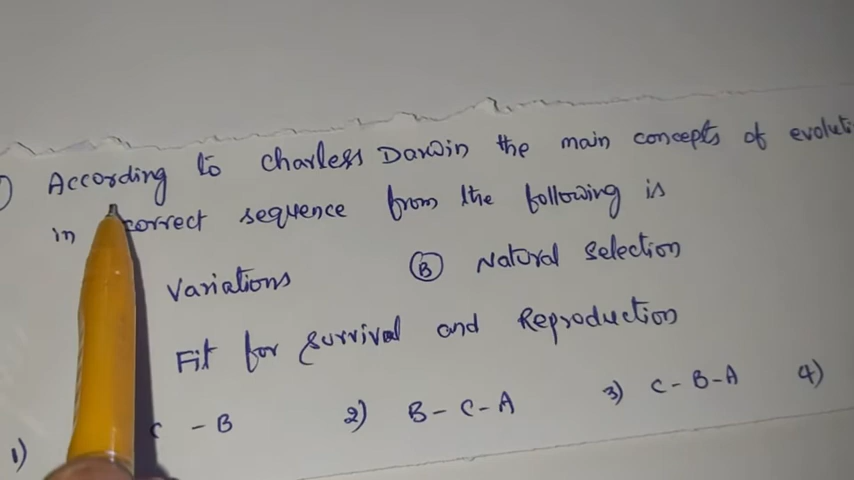 According to Charless Darwin the main concepts of evoluti
in correct sequence from the following is
Variations Ⓑ Natural Selection
Fit for survival and Reproduction
1) C - B 2) B - C - A 3) C - B - A 4)